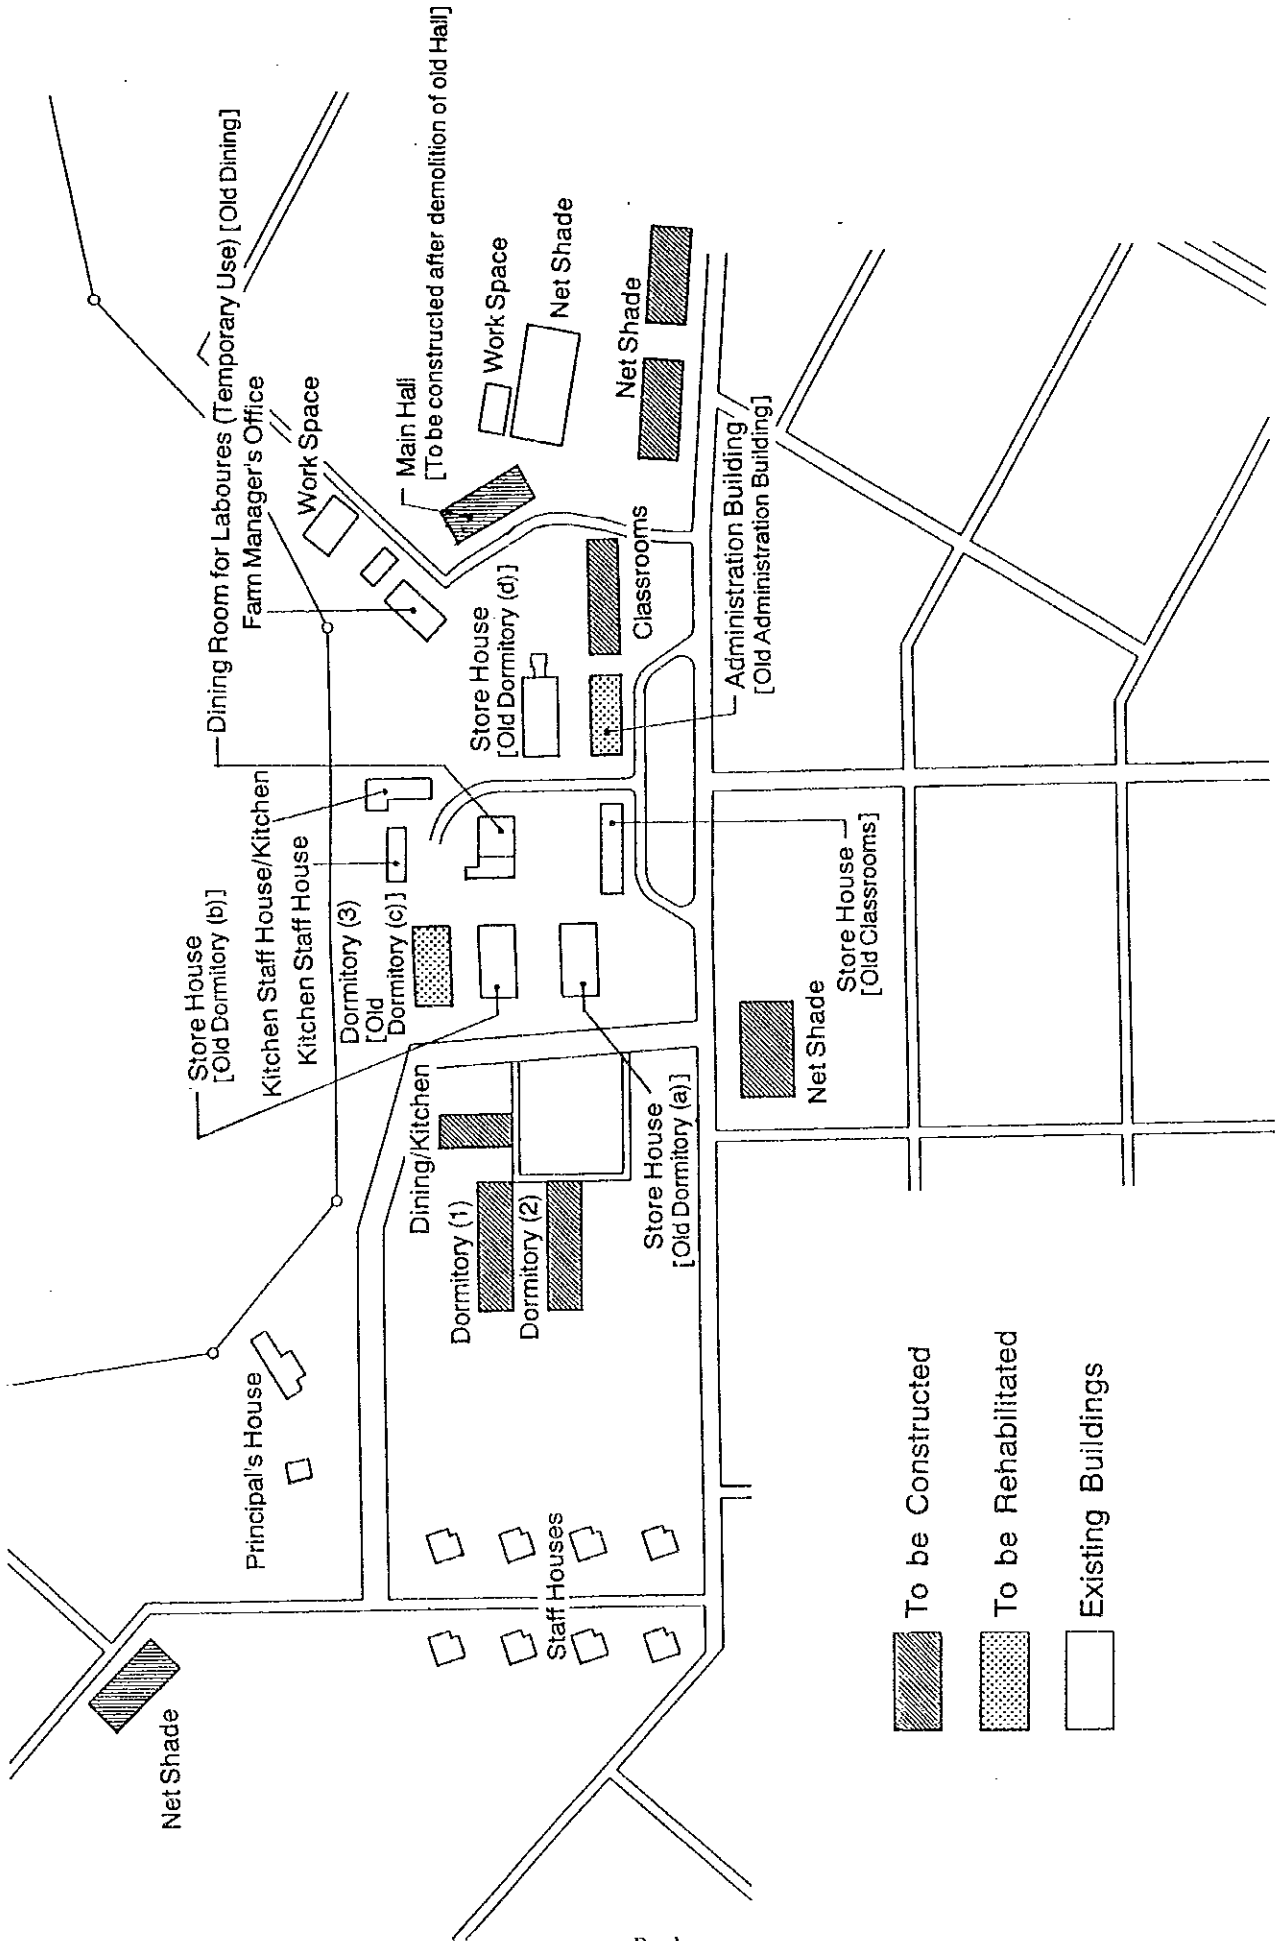 Net Shade
Principal's House
Staff Houses
Store House
[Old Dormitory (b)]
Kitchen Staff House/Kitchen
Kitchen Staff House
Dormitory (3)
[Old
Dormitory (c)]
Dining Room for Laboures (Temporary Use) [Old Dining]
Farm Manager's Office
Work Space
Main Hall
[To be constructed after demolition of old Hall]
Work Space
Net Shade
Net Shade
Store House
[Old Dormitory (d)]
Classrooms
Administration Building
[Old Administration Building]
Dining/Kitchen
Dormitory (1)
Dormitory (2)
Store House
[Old Dormitory (a)]
Store House
[Old Classrooms]
Net Shade
To be Constructed
To be Rehabilitated
Existing Buildings